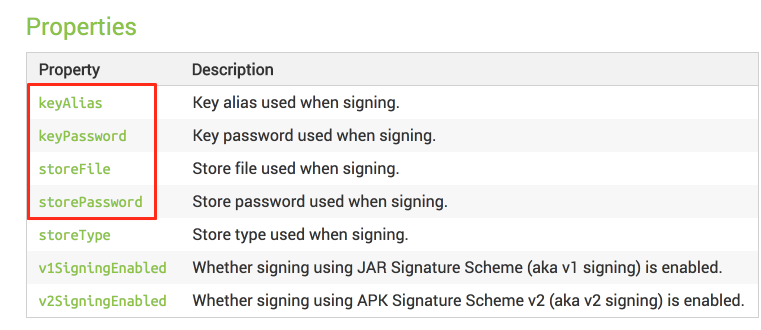 Properties
Property Description
keyAlias Key alias used when signing.
keyPassword Key password used when signing.
storeFile Store file used when signing.
storePassword Store password used when signing.
storeType Store type used when signing.
v1SigningEnabled Whether signing using JAR Signature Scheme (aka v1 signing) is enabled.
v2SigningEnabled Whether signing using APK Signature Scheme v2 (aka v2 signing) is enabled.